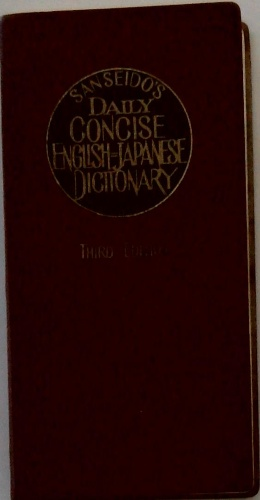 SANSEIDO'S
DAILY
CONCISE
ENGLISH-JAPANESE
DICTIONARY
THIRD EDITION